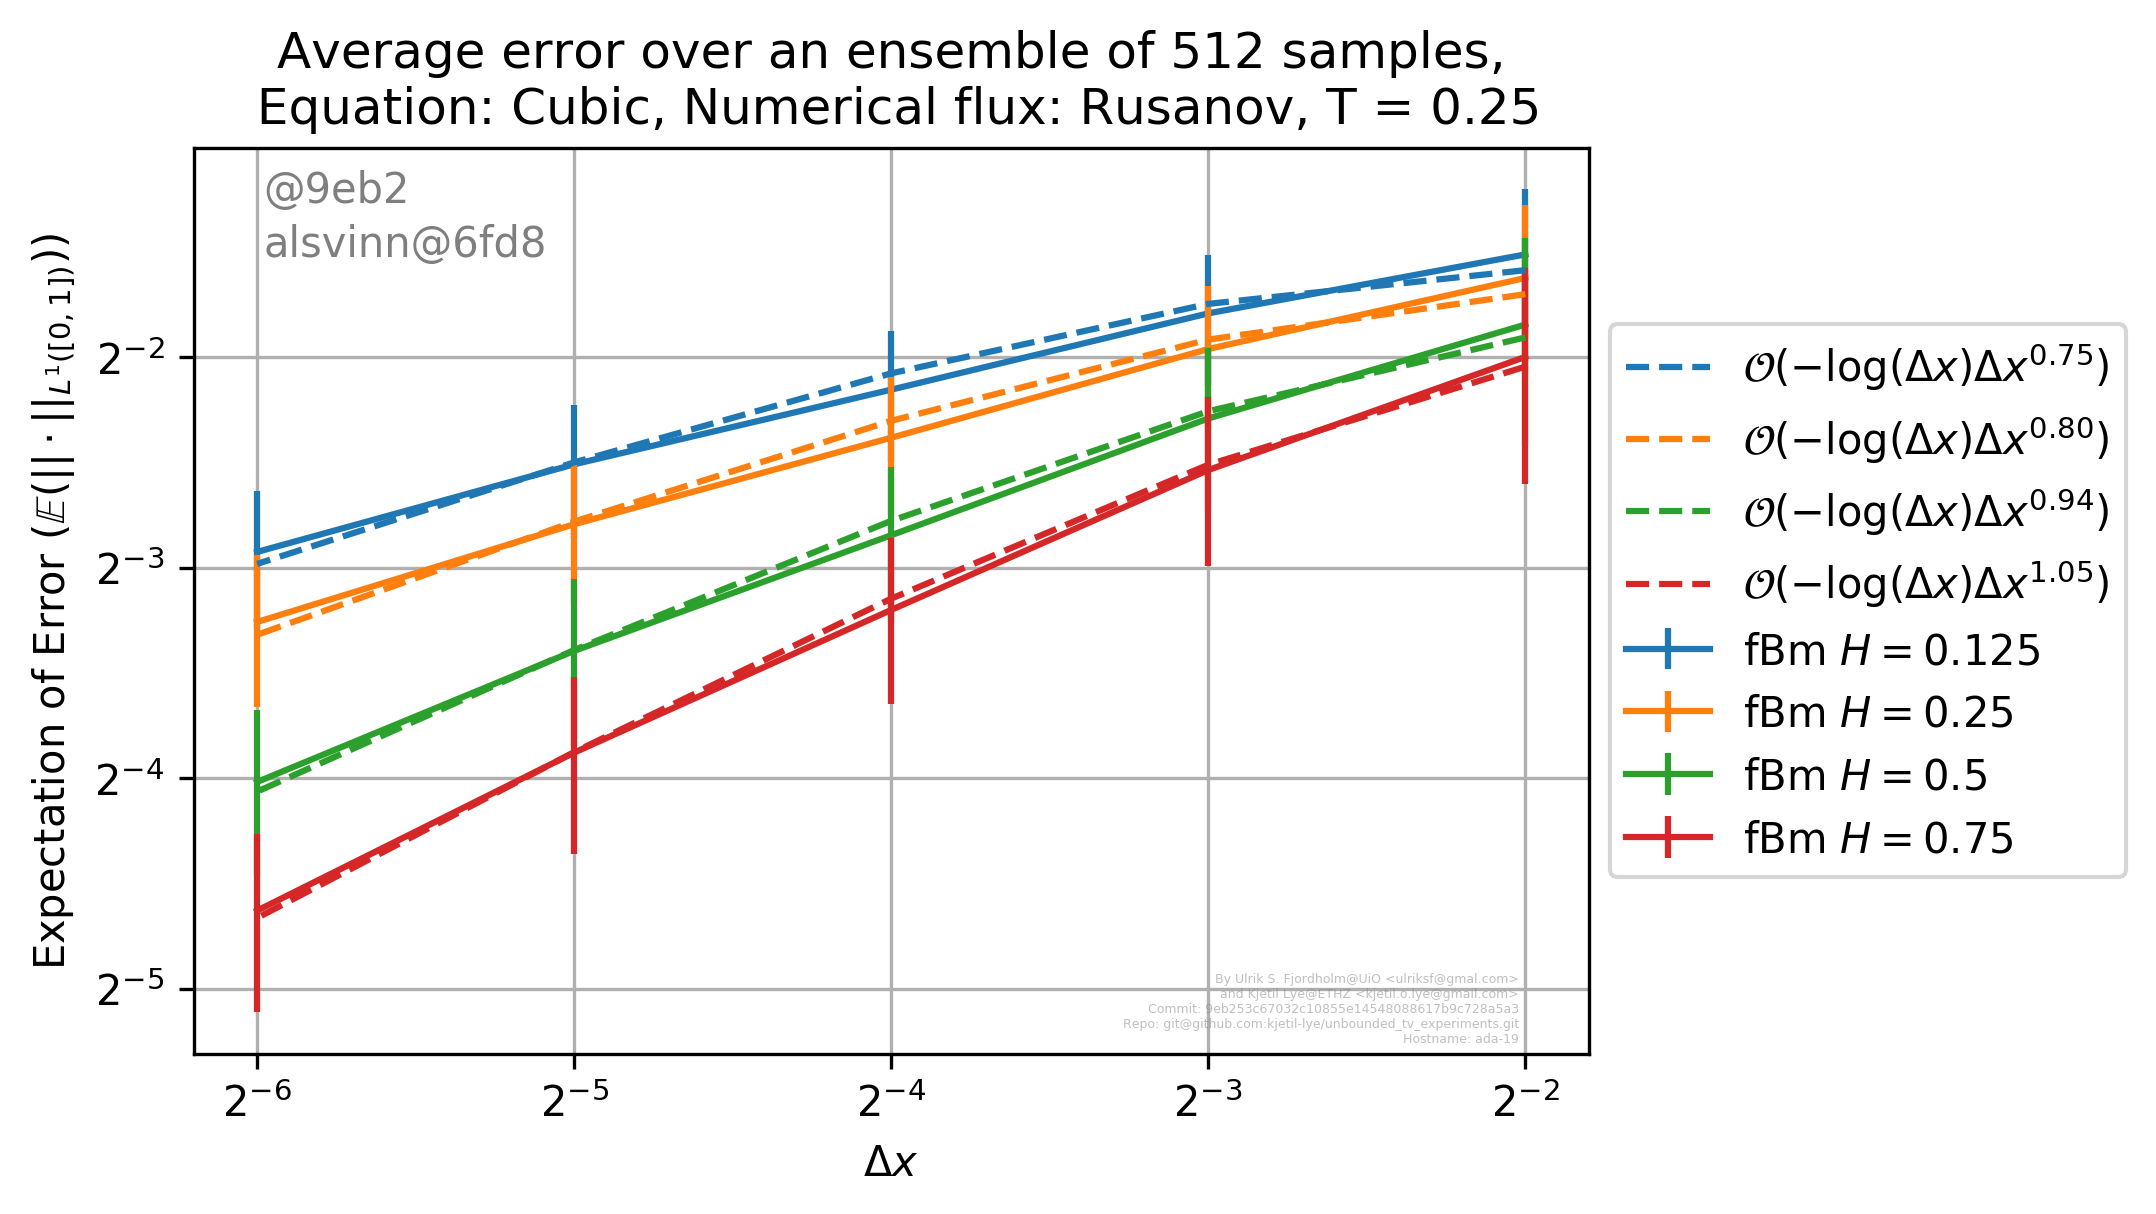 Average error over an ensemble of 512 samples,
Equation: Cubic, Numerical flux: Rusanov, T = 0.25
@9eb2
alsvinn@6fd8
Expectation of Error (𝔼(||·||_{L^1([0,1])}))
2^{-2}
2^{-3}
2^{-4}
2^{-5}
By Ulrik S. Fjordholm@UiO <ulriksf@gmal.com>
and Kjetil Lye@ETHZ <kjetil.o.lye@gmail.com>
Commit: 9eb253c67032c10855e14548088617b9c728a5a3
Repo: git@github.com:kjetil-lye/unbounded_tv_experiments.git
Hostname: ada-19
2^{-6} 2^{-5} 2^{-4} 2^{-3} 2^{-2}
Δx
𝒪(−log(Δx)Δx^{0.75})
𝒪(−log(Δx)Δx^{0.80})
𝒪(−log(Δx)Δx^{0.94})
𝒪(−log(Δx)Δx^{1.05})
fBm H = 0.125
fBm H = 0.25
fBm H = 0.5
fBm H = 0.75